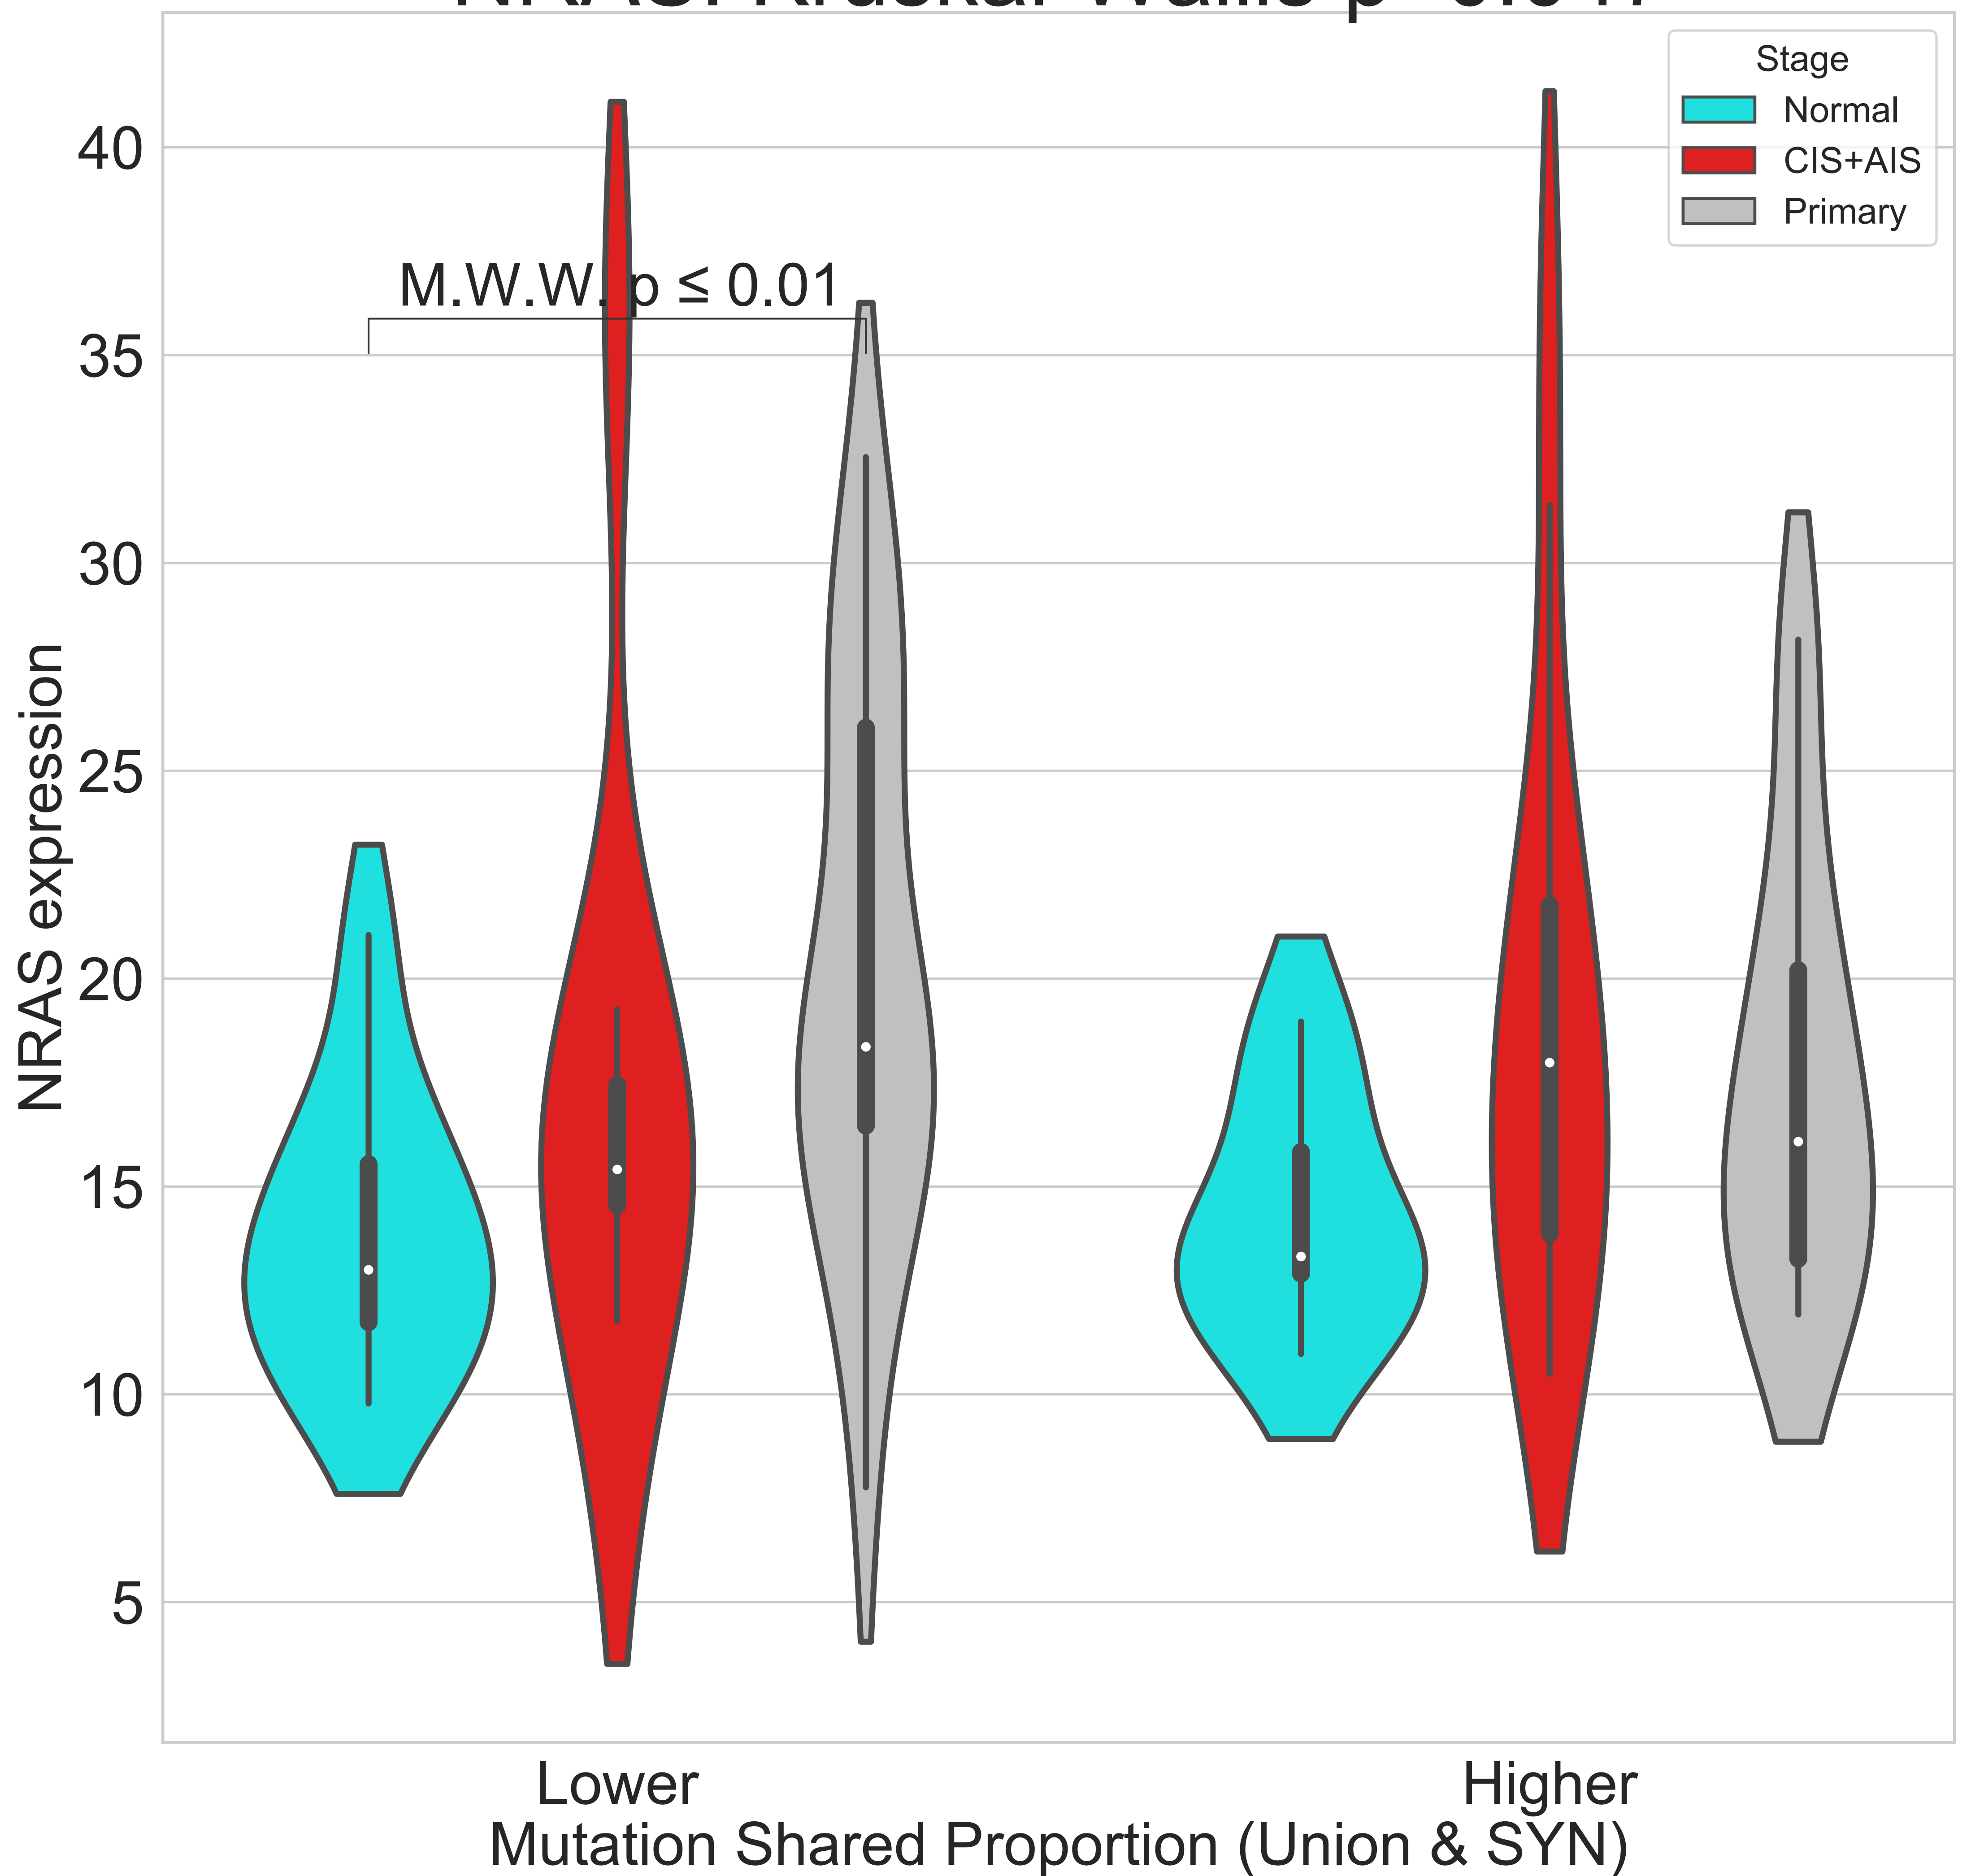 Stage
Normal
CIS+AIS
Primary
M.W.W. p ≤ 0.01
40
35
30
25
20
15
10
5
NRAS expression
Lower
Higher
Mutation Shared Proportion (Union & SYN)